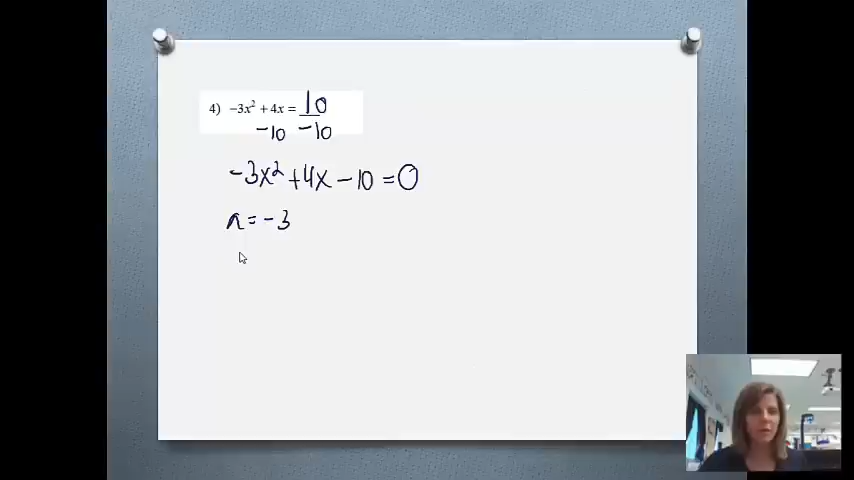 4) −3x² + 4x = 10
−10 −10
−3x² + 4x − 10 = 0
a = −3